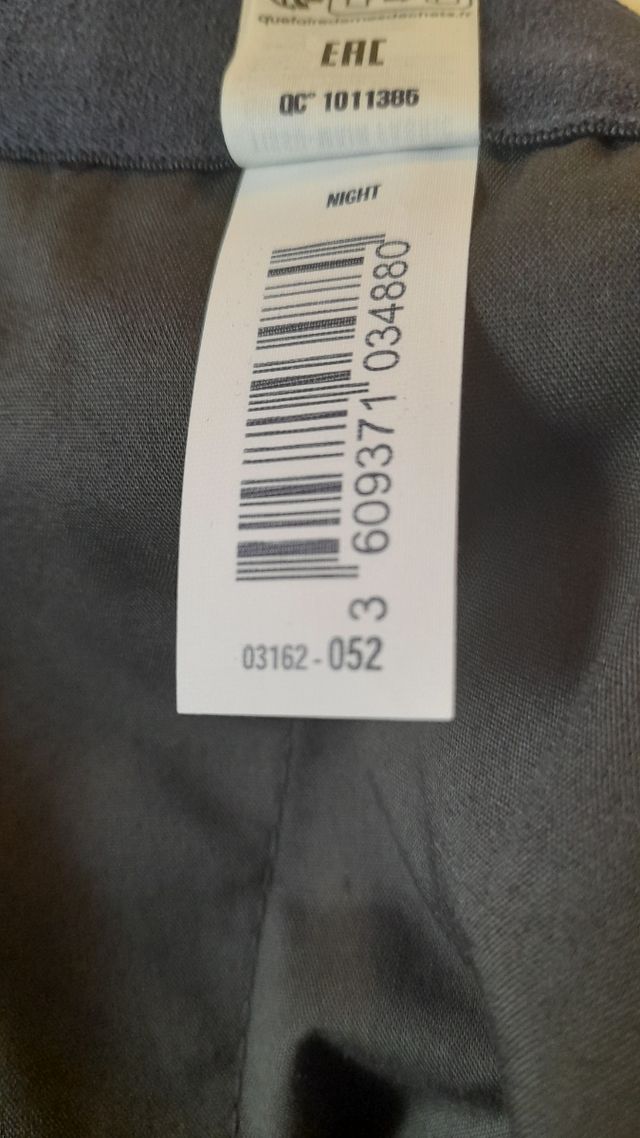 quefairedemesdechets.fr
EAC
QC" 1011385
NIGHT
3 609371 034880
03162 - 052